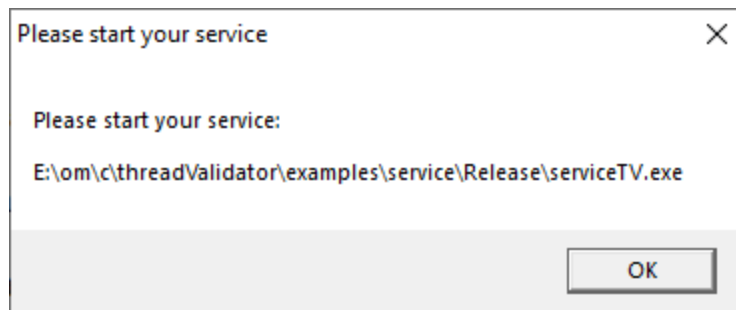 Please start your service
Please start your service:
E:\om\c\threadValidator\examples\service\Release\serviceTV.exe
OK